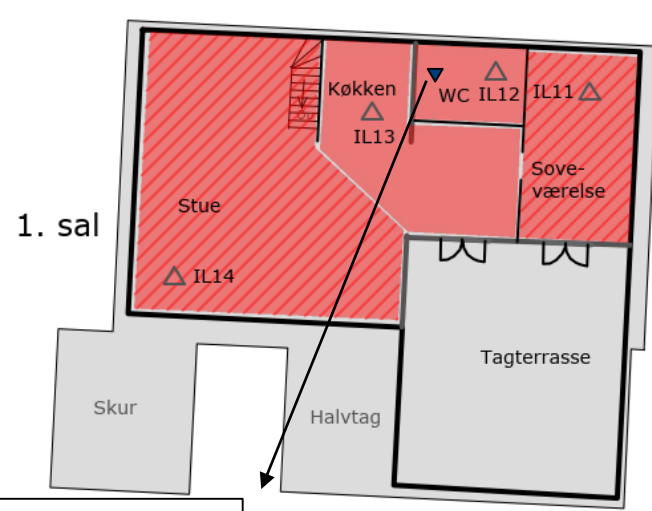 Køkken
IL13
WC IL12
IL11
Sove-
værelse
Stue
1. sal
IL14
Tagterrasse
Skur
Halvtag